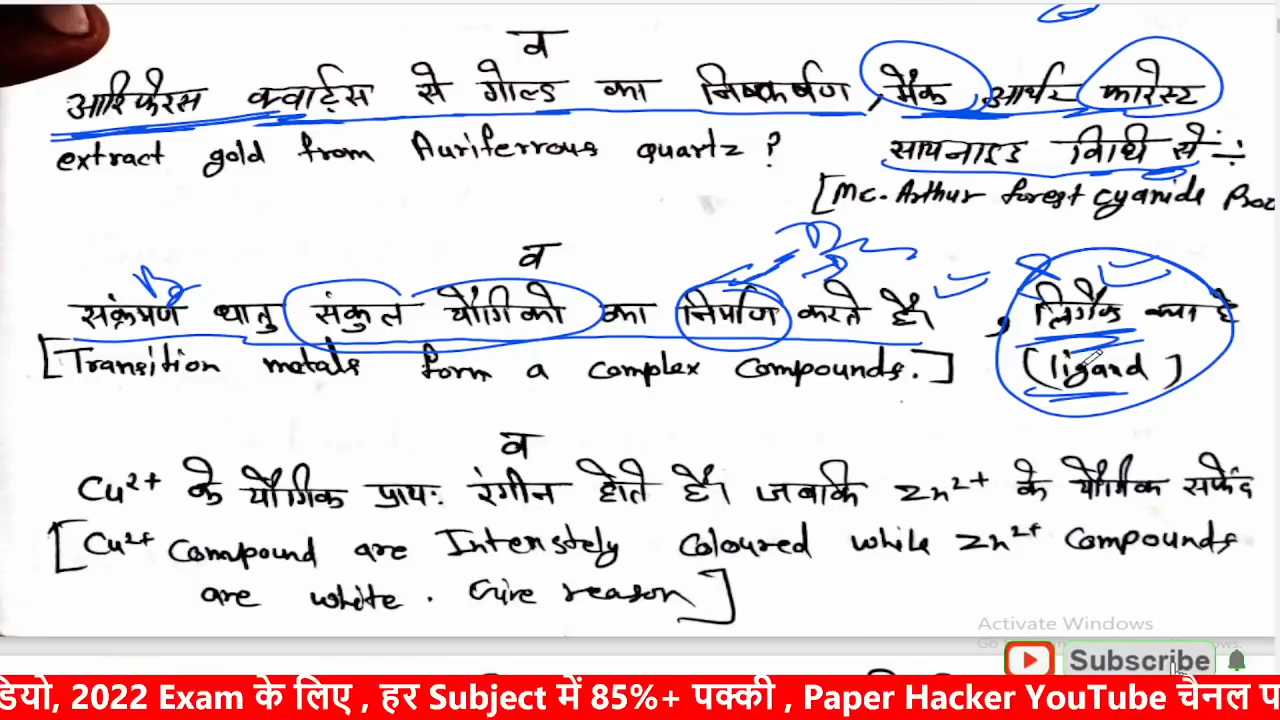 व
आरिफैरस क्वार्ट्स से गोल्ड का निष्कर्षण , मैक आर्थर फारेस्ट
extract gold from Auriferrous quartz ? सायनाइड विधि से ÷
[Mc. Arthur forest cyanide Proc
व
संक्रमण धातु संकुल यौगिको का निर्माण करते है। , लिगैंड क्या है
[Transition metals form a complex compounds.] (ligand)
व
Cu²⁺ के यौगिक प्रायः रंगीन होते हैं। जबकि Zn²⁺ के यौगिक सफेद
[Cu²⁺ Compound are Intenstely Coloured while Zn²⁺ Compounds
are white. Give reason]
Activate Windows
Subscribe
डियो, 2022 Exam के लिए , हर Subject में 85%+ पक्की , Paper Hacker YouTube चैनल प